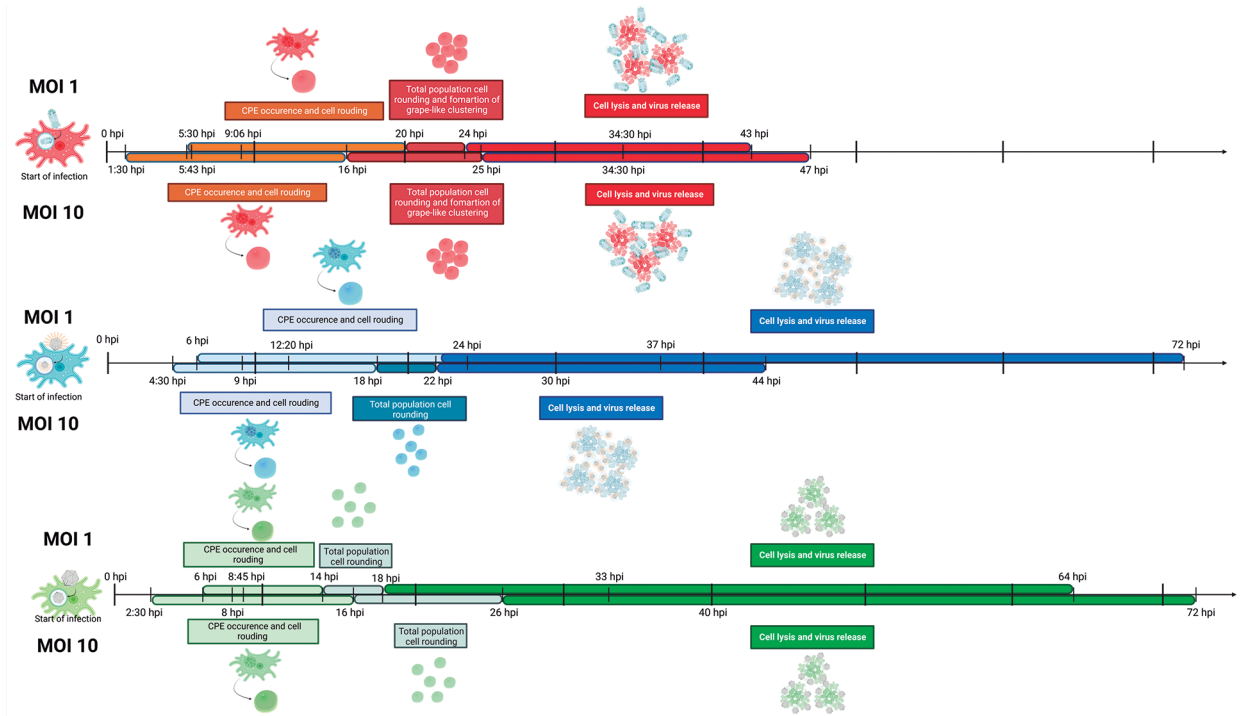 MOI 1
CPE occurence and cell rouding
Total population cell
rounding and fomartion of
grape-like clustering
Cell lysis and virus release
0 hpi
5:30 hpi
9:06 hpi
20 hpi
24 hpi
34:30 hpi
43 hpi
Start of infection
1:30 hpi
5:43 hpi
16 hpi
25 hpi
34:30 hpi
47 hpi
MOI 10
CPE occurence and cell rouding
Total population cell
rounding and fomartion of
grape-like clustering
Cell lysis and virus release
MOI 1
CPE occurence and cell rouding
Cell lysis and virus release
0 hpi
6 hpi
12:20 hpi
24 hpi
37 hpi
72 hpi
Start of infection
4:30 hpi
9 hpi
18 hpi
22 hpi
30 hpi
44 hpi
MOI 10
CPE occurence and cell rouding
Total population cell
rounding
Cell lysis and virus release
MOI 1
CPE occurence and cell
rouding
Total population
cell rounding
Cell lysis and virus release
0 hpi
6 hpi
8:45 hpi
14 hpi
18 hpi
33 hpi
64 hpi
Start of infection
2:30 hpi
8 hpi
16 hpi
26 hpi
40 hpi
72 hpi
MOI 10
CPE occurence and cell
rouding
Total population
cell rounding
Cell lysis and virus release